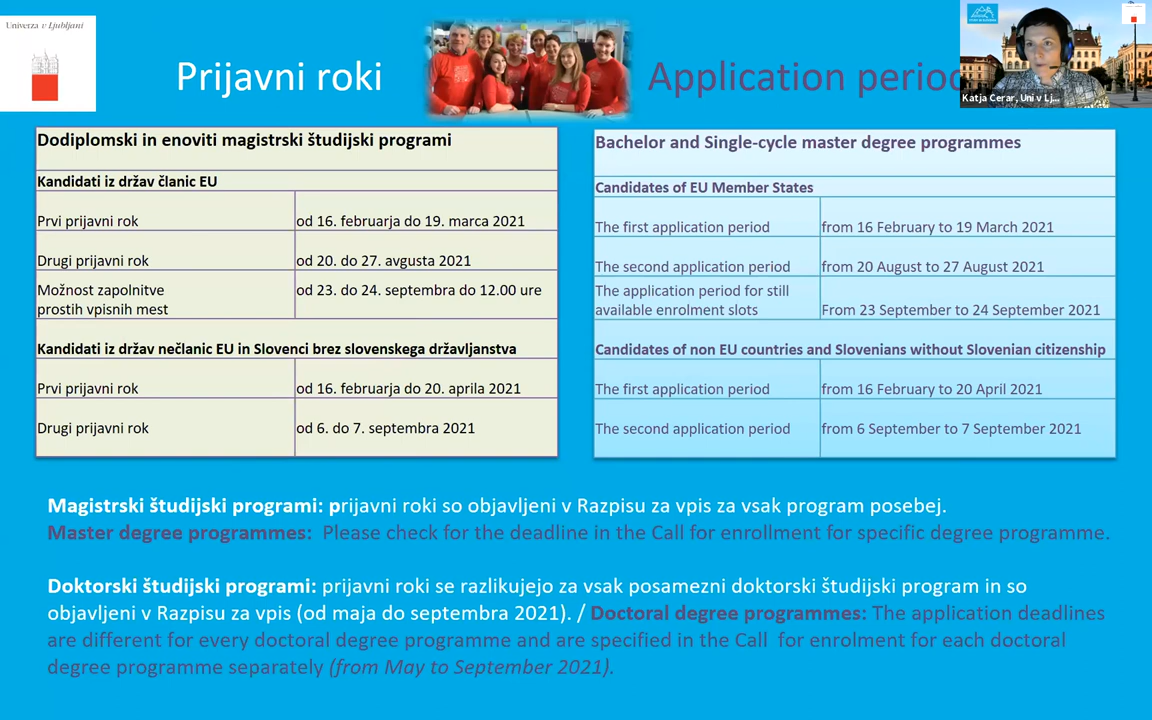 Univerza v Ljubljani
Prijavni roki
Application period
Katja Cerar, Uni v Lj...
Dodiplomski in enoviti magistrski študijski programi
Kandidati iz držav članic EU
Prvi prijavni rok od 16. februarja do 19. marca 2021
Drugi prijavni rok od 20. do 27. avgusta 2021
Možnost zapolnitve
prostih vpisnih mest od 23. do 24. septembra do 12.00 ure
Kandidati iz držav nečlanic EU in Slovenci brez slovenskega državljanstva
Prvi prijavni rok od 16. februarja do 20. aprila 2021
Drugi prijavni rok od 6. do 7. septembra 2021
Bachelor and Single-cycle master degree programmes
Candidates of EU Member States
The first application period from 16 February to 19 March 2021
The second application period from 20 August to 27 August 2021
The application period for still
available enrolment slots From 23 September to 24 September 2021
Candidates of non EU countries and Slovenians without Slovenian citizenship
The first application period from 16 February to 20 April 2021
The second application period from 6 September to 7 September 2021
Magistrski študijski programi: prijavni roki so objavljeni v Razpisu za vpis za vsak program posebej.
Master degree programmes: Please check for the deadline in the Call for enrollment for specific degree programme.
Doktorski študijski programi: prijavni roki se razlikujejo za vsak posamezni doktorski študijski program in so
objavljeni v Razpisu za vpis (od maja do septembra 2021). / Doctoral degree programmes: The application deadlines
are different for every doctoral degree programme and are specified in the Call for enrolment for each doctoral
degree programme separately (from May to September 2021).